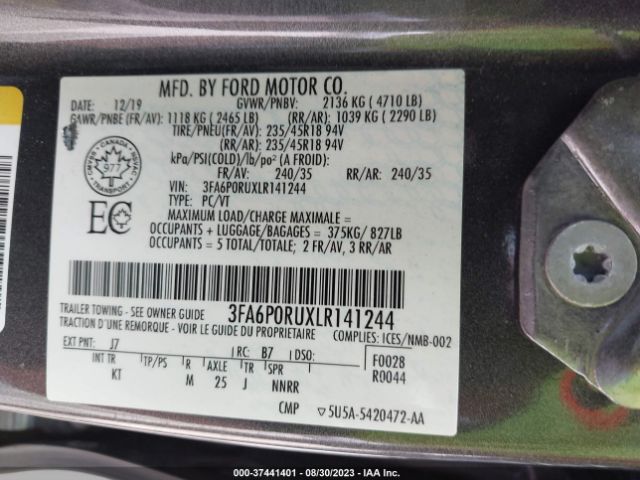 MFD. BY FORD MOTOR CO.
DATE: 12/19 GVWR/PNBV: 2136 KG ( 4710 LB)
GAWR/PNBE (FR/AV): 1118 KG ( 2465 LB) (RR/AR): 1039 KG ( 2290 LB)
TIRE/PNEU(FR/AV): 235/45R18 94V
(RR/AR): 235/45R18 94V
kPa/PSI(COLD)/lb/po² (A FROID):
FR/AV: 240/35 RR/AR: 240/35
CANADA
977
TRANSPORT
VIN: 3FA6P0RUXLR141244
TYPE: PC/VT
EC
MAXIMUM LOAD/CHARGE MAXIMALE =
OCCUPANTS + LUGGAGE/BAGAGES = 375KG/ 827LB
OCCUPANTS = 5 TOTAL/TOTALE; 2 FR/AV, 3 RR/AR
TRAILER TOWING - SEE OWNER GUIDE
3FA6P0RUXLR141244
TRACTION D'UNE REMORQUE - VOIR LE GUIDE DU PROPRIETAIRE
COMPLIES: ICES/NMB-002
EXT PNT: J7 RC: B7 DSO: F0028
INT TR TP/PS R AXLE TR SPR R0044
KT M 25 J NNRR
CMP ▽5U5A-5420472-AA
000-37441401 | 08/30/2023 | IAA Inc.